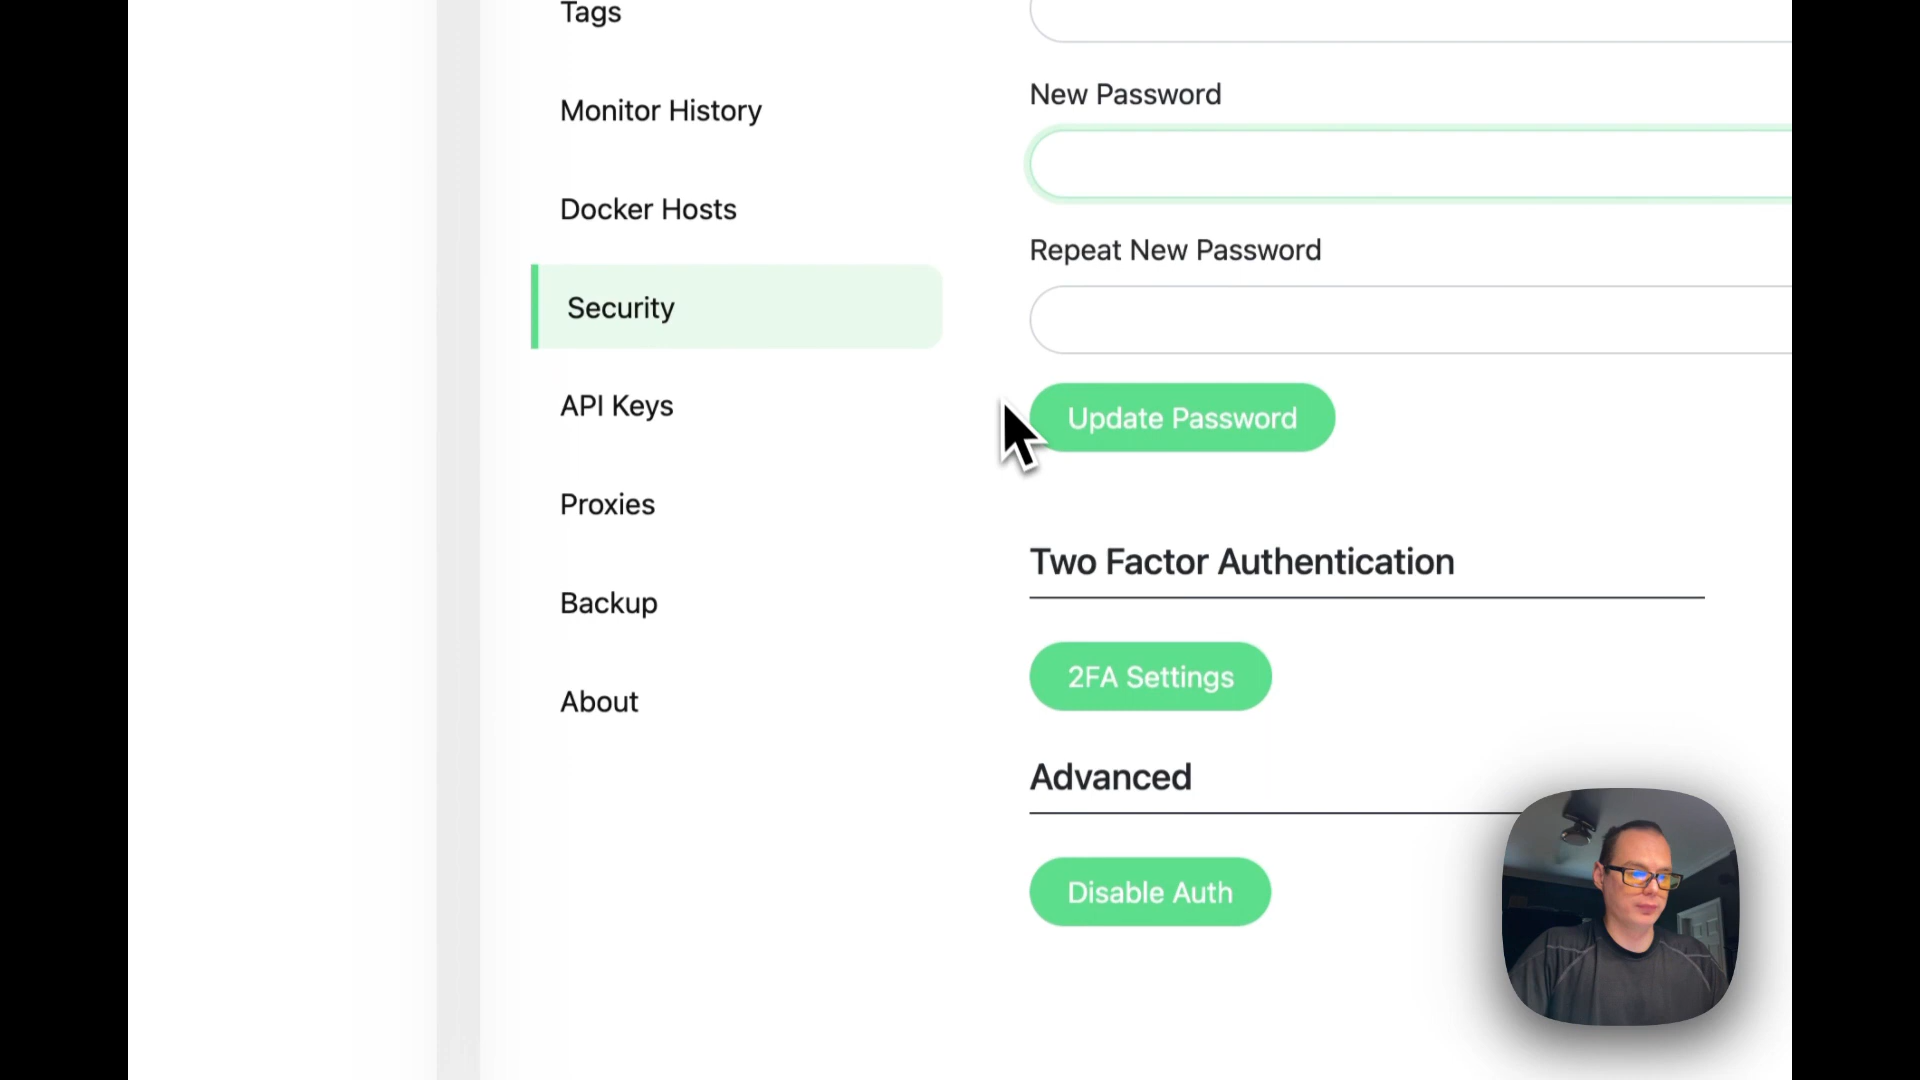 Tags
Monitor History
Docker Hosts
Security
API Keys
Proxies
Backup
About
New Password
Repeat New Password
Update Password
Two Factor Authentication
2FA Settings
Advanced
Disable Auth